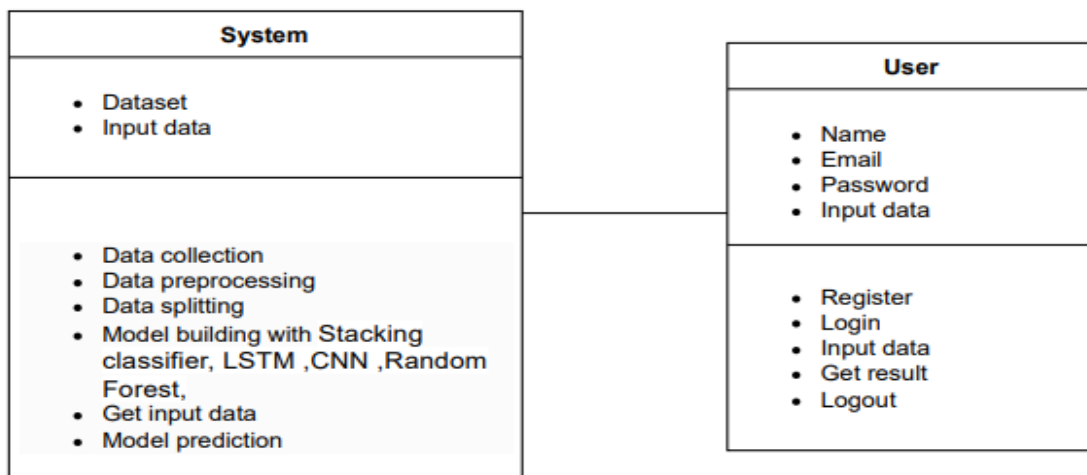 System
• Dataset
• Input data
• Data collection
• Data preprocessing
• Data splitting
• Model building with Stacking
classifier, LSTM ,CNN ,Random
Forest,
• Get input data
• Model prediction
User
• Name
• Email
• Password
• Input data
• Register
• Login
• Input data
• Get result
• Logout